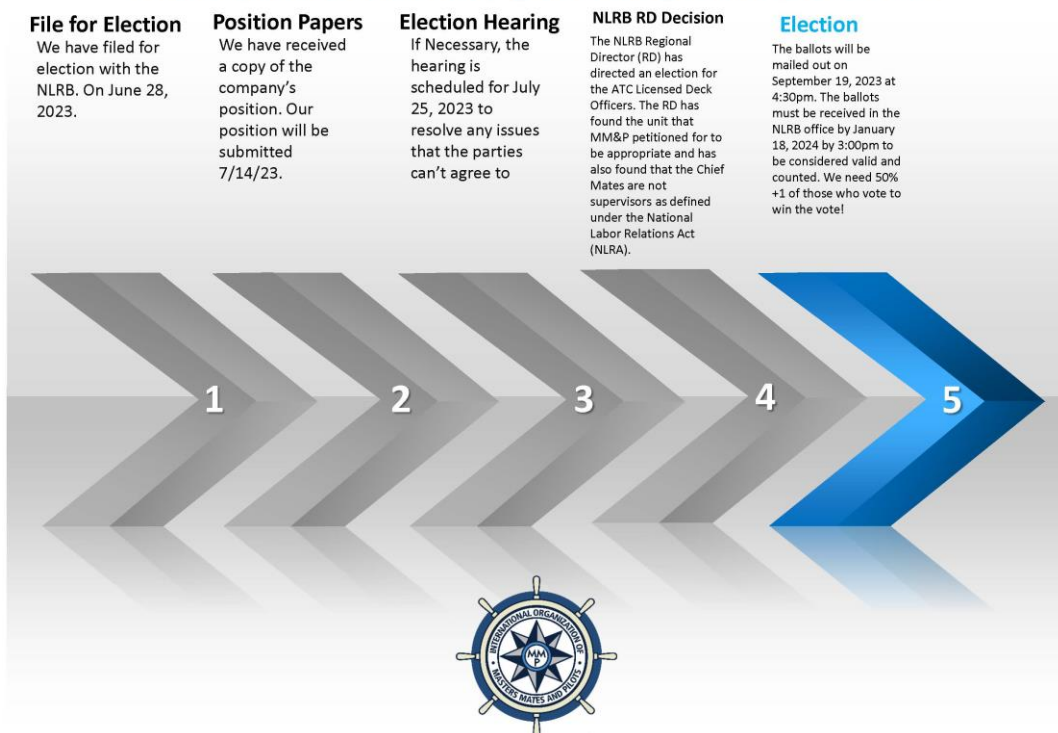 File for Election
We have filed for
election with the
NLRB. On June 28,
2023.
Position Papers
We have received
a copy of the
company’s
position. Our
position will be
submitted
7/14/23.
Election Hearing
If Necessary, the
hearing is
scheduled for July
25, 2023 to
resolve any issues
that the parties
can’t agree to
NLRB RD Decision
The NLRB Regional
Director (RD) has
directed an election for
the ATC Licensed Deck
Officers. The RD has
found the unit that
MM&P petitioned for to
be appropriate and has
also found that the Chief
Mates are not
supervisors as defined
under the National
Labor Relations Act
(NLRA).
Election
The ballots will be
mailed out on
September 19, 2023 at
4:30pm. The ballots
must be received in the
NLRB office by January
18, 2024 by 3:00pm to
be considered valid and
counted. We need 50%
+1 of those who vote to
win the vote!
1
2
3
4
5
INTERNATIONAL ORGANIZATION OF
MM
P
MASTERS MATES AND PILOTS